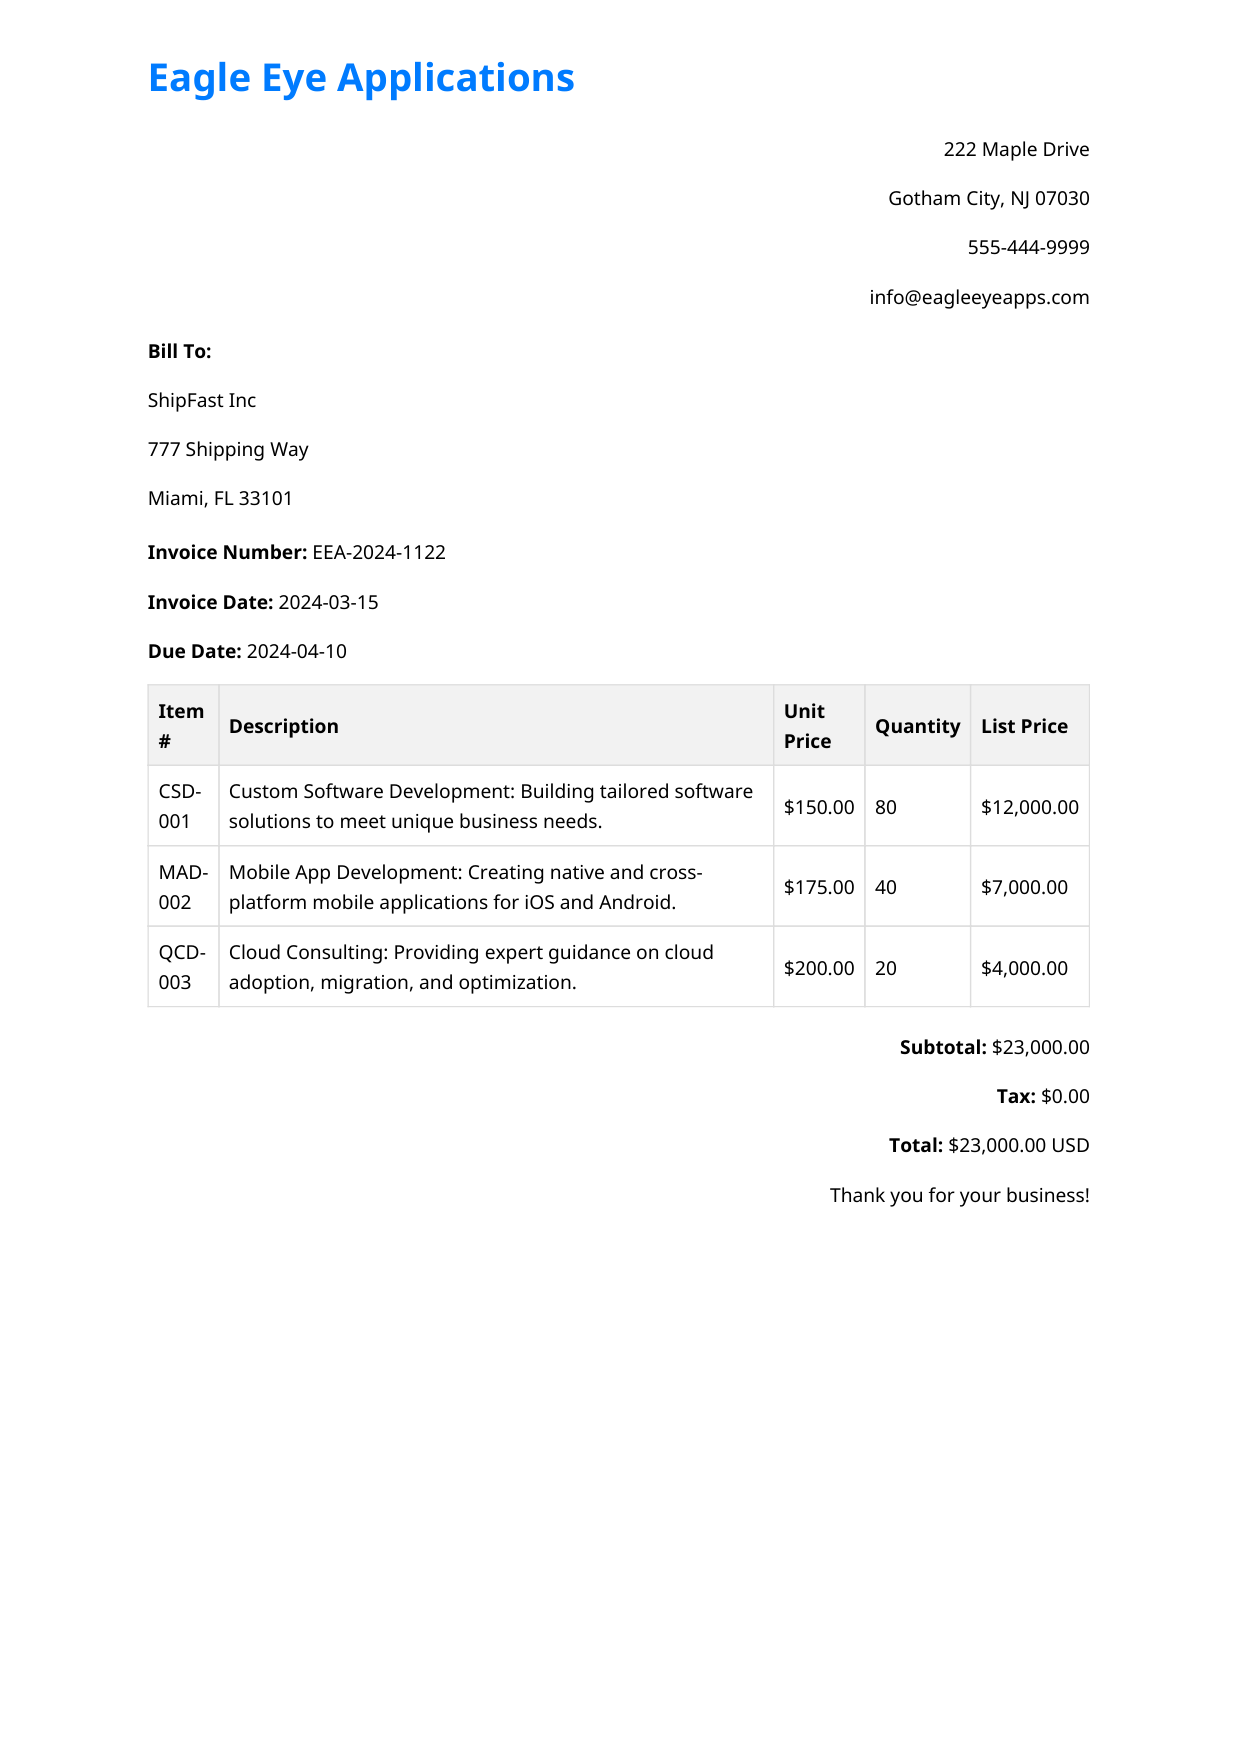 Eagle Eye Applications
222 Maple Drive
Gotham City, NJ 07030
555-444-9999
info@eagleeyeapps.com
Bill To:
ShipFast Inc
777 Shipping Way
Miami, FL 33101
Invoice Number: EEA-2024-1122
Invoice Date: 2024-03-15
Due Date: 2024-04-10
Item # Description Unit Price Quantity List Price
CSD-001 Custom Software Development: Building tailored software
solutions to meet unique business needs. $150.00 80 $12,000.00
MAD-002 Mobile App Development: Creating native and cross-
platform mobile applications for iOS and Android. $175.00 40 $7,000.00
QCD-003 Cloud Consulting: Providing expert guidance on cloud
adoption, migration, and optimization. $200.00 20 $4,000.00
Subtotal: $23,000.00
Tax: $0.00
Total: $23,000.00 USD
Thank you for your business!